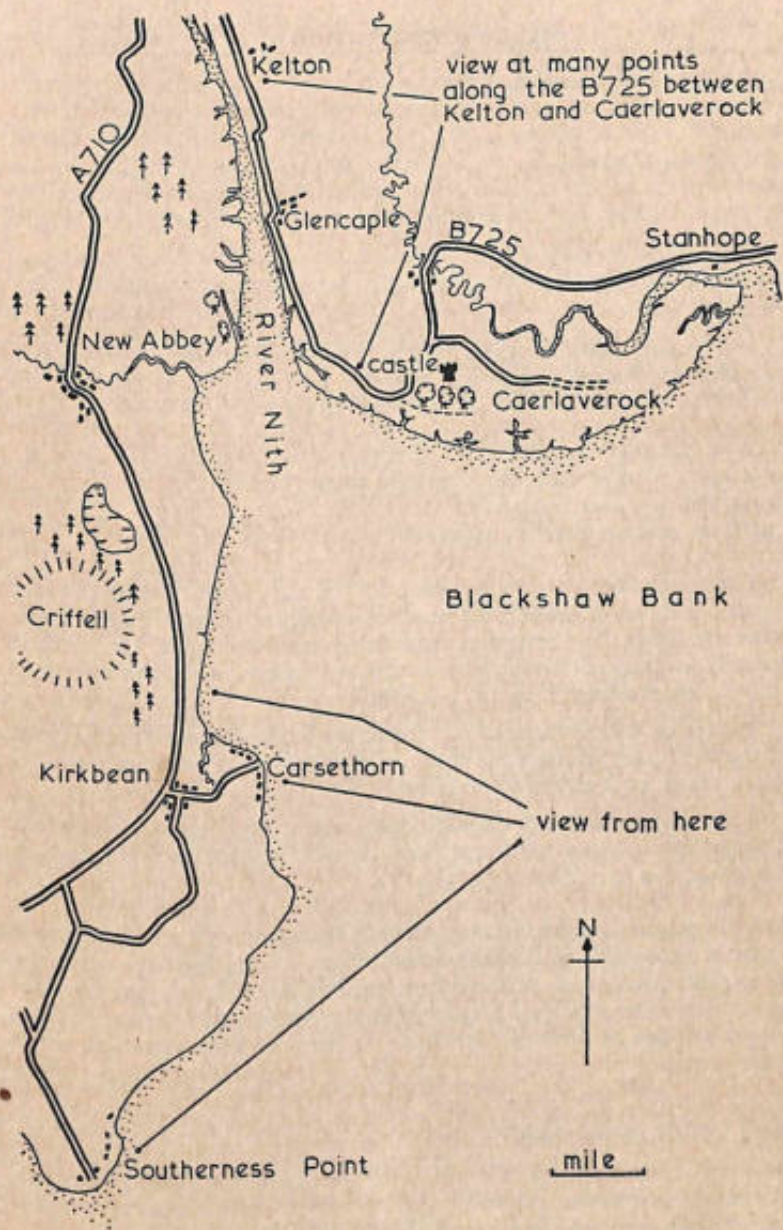 Kelton
view at many points
along the B725 between
Kelton and Caerlaverock
A710
Glencaple
B725
Stanhope
New Abbey
River Nith
castle
Caerlaverock
Criffell
Blackshaw Bank
Kirkbean
Carsethorn
view from here
N
Southerness Point
mile